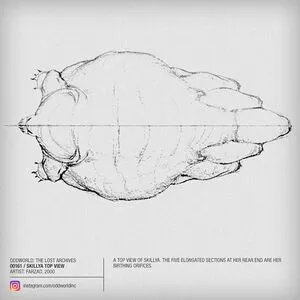 ODDWORLD: THE LOST ARCHIVES
00161 / SKILLYA TOP VIEW
ARTIST: FARZAD, 2000
A TOP VIEW OF SKILLYA. THE FIVE ELONGATED SECTIONS AT HER REAR END ARE HER
BIRTHING ORIFICES.
instagram.com/oddworldinc